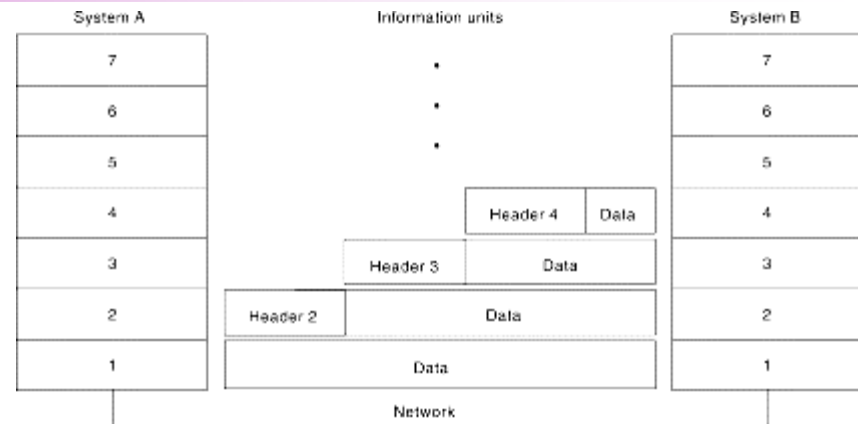 System A Information units System B
7 7
6 6
5 5
4 Header 4 Data 4
3 Header 3 Data 3
2 Header 2 Data 2
1 Data 1
Network